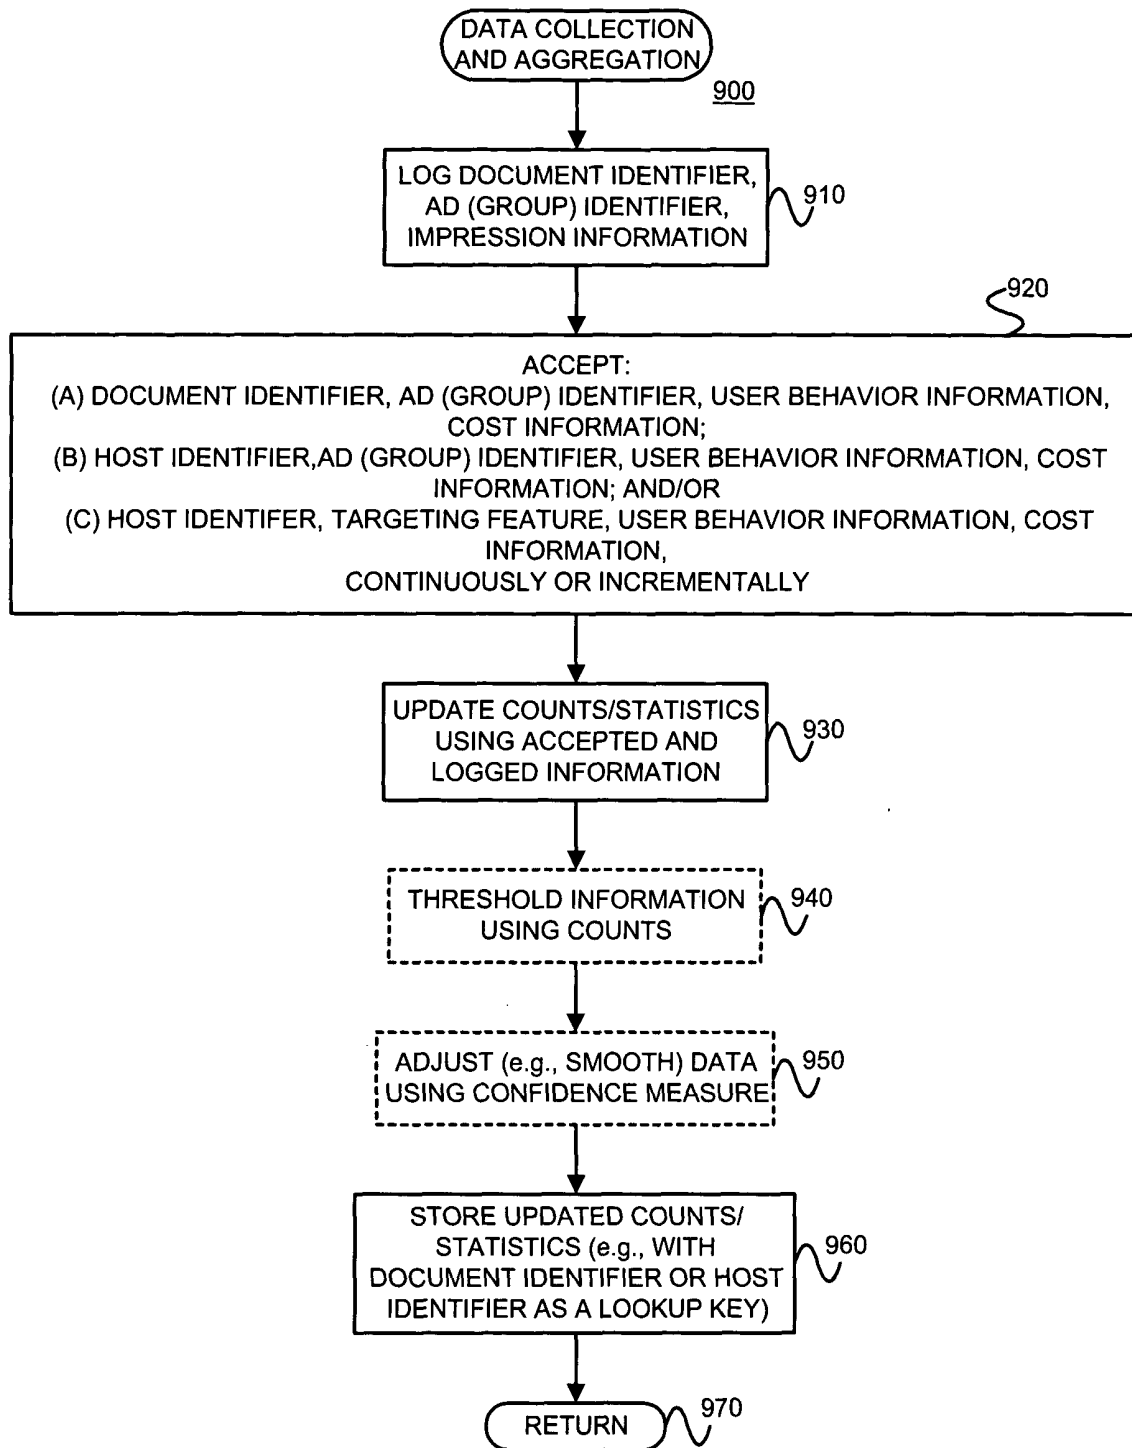 DATA COLLECTION
AND AGGREGATION
900
LOG DOCUMENT IDENTIFIER,
AD (GROUP) IDENTIFIER,
IMPRESSION INFORMATION
910
920
ACCEPT:
(A) DOCUMENT IDENTIFIER, AD (GROUP) IDENTIFIER, USER BEHAVIOR INFORMATION,
COST INFORMATION;
(B) HOST IDENTIFIER,AD (GROUP) IDENTIFIER, USER BEHAVIOR INFORMATION, COST
INFORMATION; AND/OR
(C) HOST IDENTIFER, TARGETING FEATURE, USER BEHAVIOR INFORMATION, COST
INFORMATION,
CONTINUOUSLY OR INCREMENTALLY
UPDATE COUNTS/STATISTICS
USING ACCEPTED AND
LOGGED INFORMATION
930
THRESHOLD INFORMATION
USING COUNTS
940
ADJUST (e.g., SMOOTH) DATA
USING CONFIDENCE MEASURE
950
STORE UPDATED COUNTS/
STATISTICS (e.g., WITH
DOCUMENT IDENTIFIER OR HOST
IDENTIFIER AS A LOOKUP KEY)
960
RETURN
970